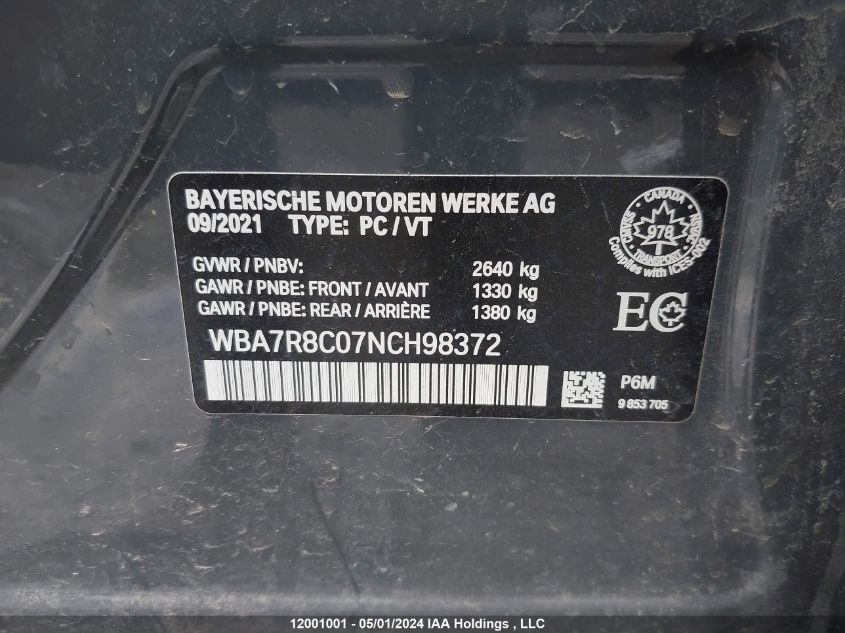 BAYERISCHE MOTOREN WERKE AG
09/2021 TYPE: PC / VT
GVWR / PNBV: 2640 kg
GAWR / PNBE: FRONT / AVANT 1330 kg
GAWR / PNBE: REAR / ARRIÈRE 1380 kg
WBA7R8C07NCH98372
CANADA
978
TRANSPORT
Complies with ICES-002
EC
P6M
9 853 705
12001001 - 05/01/2024 IAA Holdings , LLC